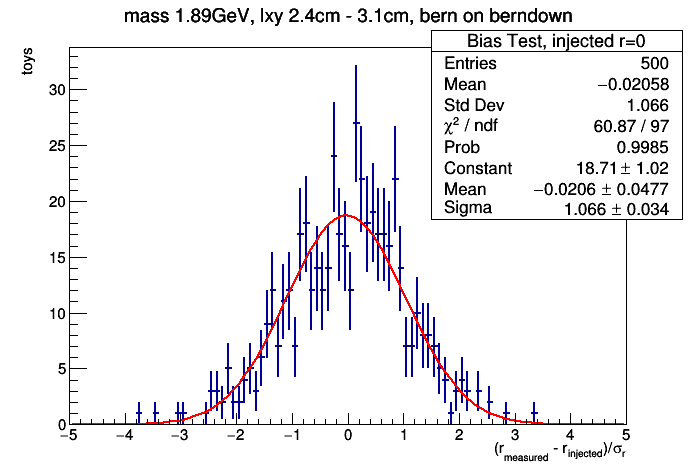 mass 1.89GeV, lxy 2.4cm - 3.1cm, bern on berndown
toys
Bias Test, injected r=0
Entries 500
Mean −0.02058
Std Dev 1.066
χ² / ndf 60.87 / 97
Prob 0.9985
Constant 18.71 ± 1.02
Mean −0.0206 ± 0.0477
Sigma 1.066 ± 0.034
30
25
20
15
10
5
0
−5 −4 −3 −2 −1 0 1 2 3 4 5
(r_measured - r_injected)/σ_r